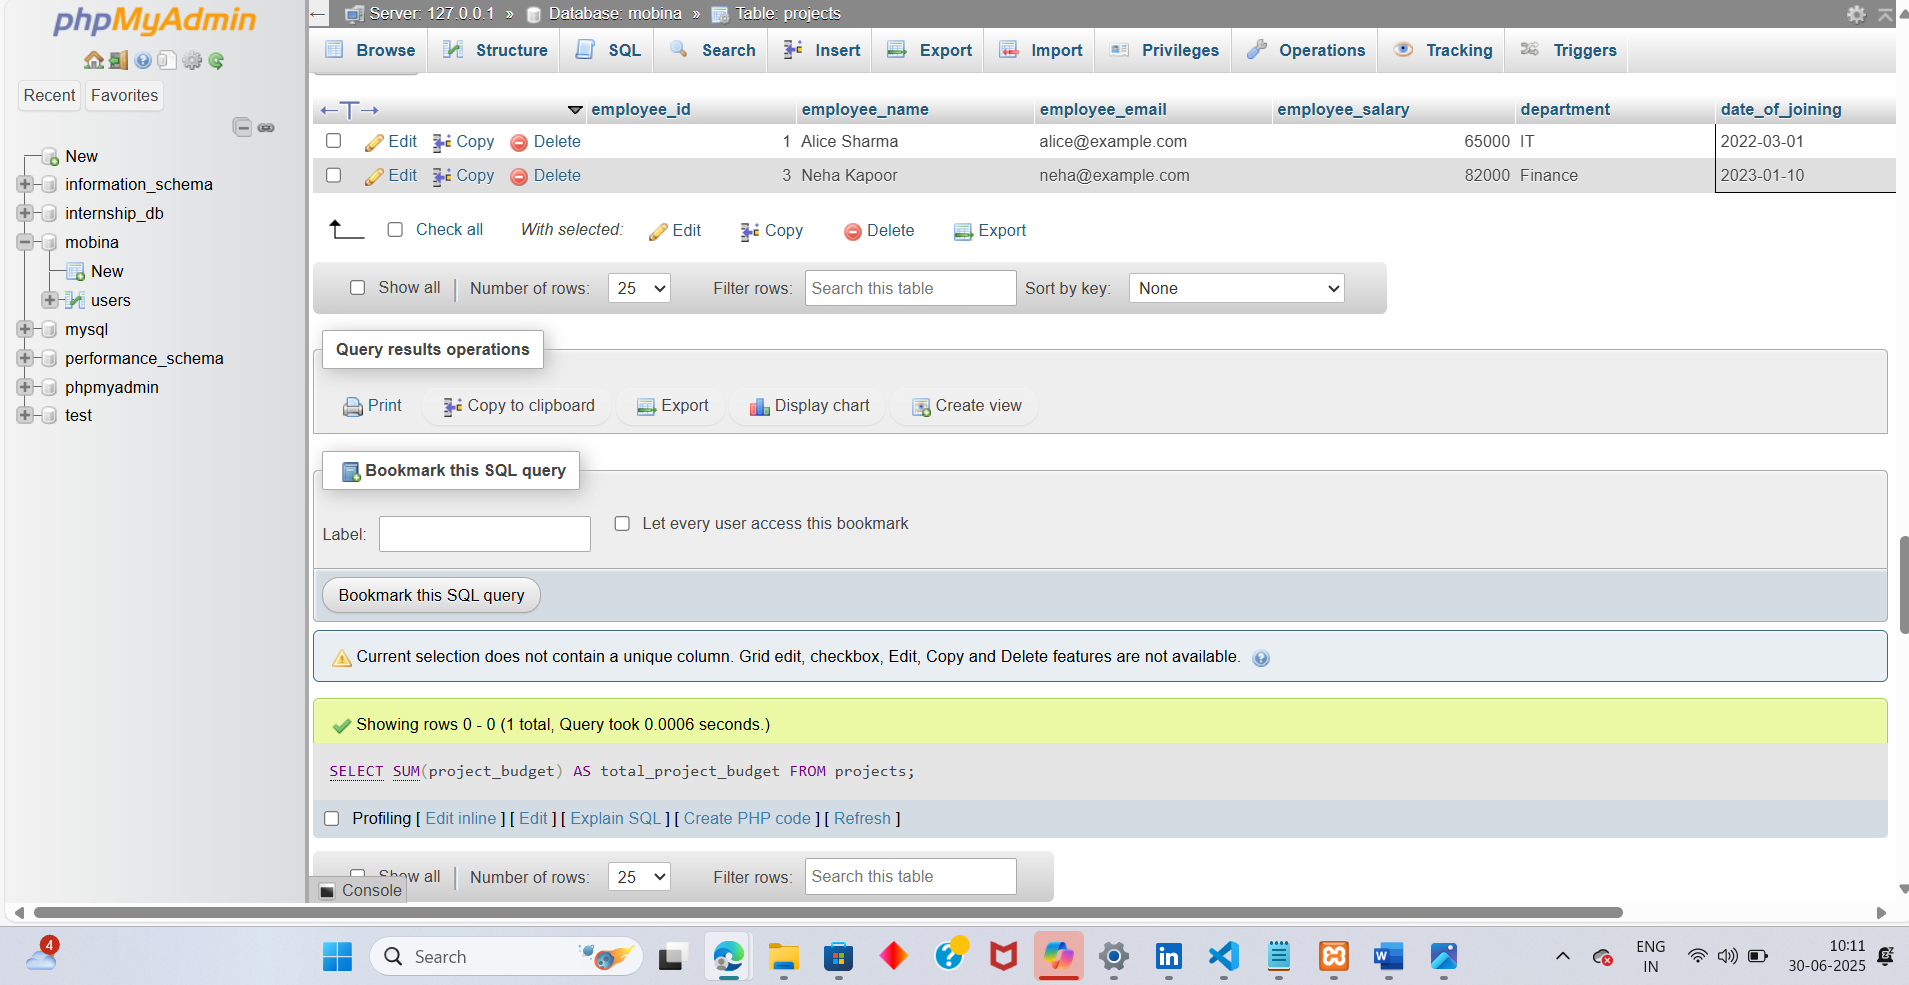 phpMyAdmin
Recent Favorites
New
information_schema
internship_db
mobina
New
users
mysql
performance_schema
phpmyadmin
test
Server: 127.0.0.1 » Database: mobina » Table: projects
Browse Structure SQL Search Insert Export Import Privileges Operations Tracking Triggers
←T→ employee_id employee_name employee_email employee_salary department date_of_joining
Edit Copy Delete 1 Alice Sharma alice@example.com 65000 IT 2022-03-01
Edit Copy Delete 3 Neha Kapoor neha@example.com 82000 Finance 2023-01-10
Check all With selected: Edit Copy Delete Export
Show all Number of rows: 25 Filter rows: Search this table Sort by key: None
Query results operations
Print Copy to clipboard Export Display chart Create view
Bookmark this SQL query
Label: Let every user access this bookmark
Bookmark this SQL query
Current selection does not contain a unique column. Grid edit, checkbox, Edit, Copy and Delete features are not available.
Showing rows 0 - 0 (1 total, Query took 0.0006 seconds.)
SELECT SUM(project_budget) AS total_project_budget FROM projects;
Profiling [ Edit inline ] [ Edit ] [ Explain SQL ] [ Create PHP code ] [ Refresh ]
Show all Number of rows: 25 Filter rows: Search this table
Console
4
Search
ENG
IN
10:11
30-06-2025